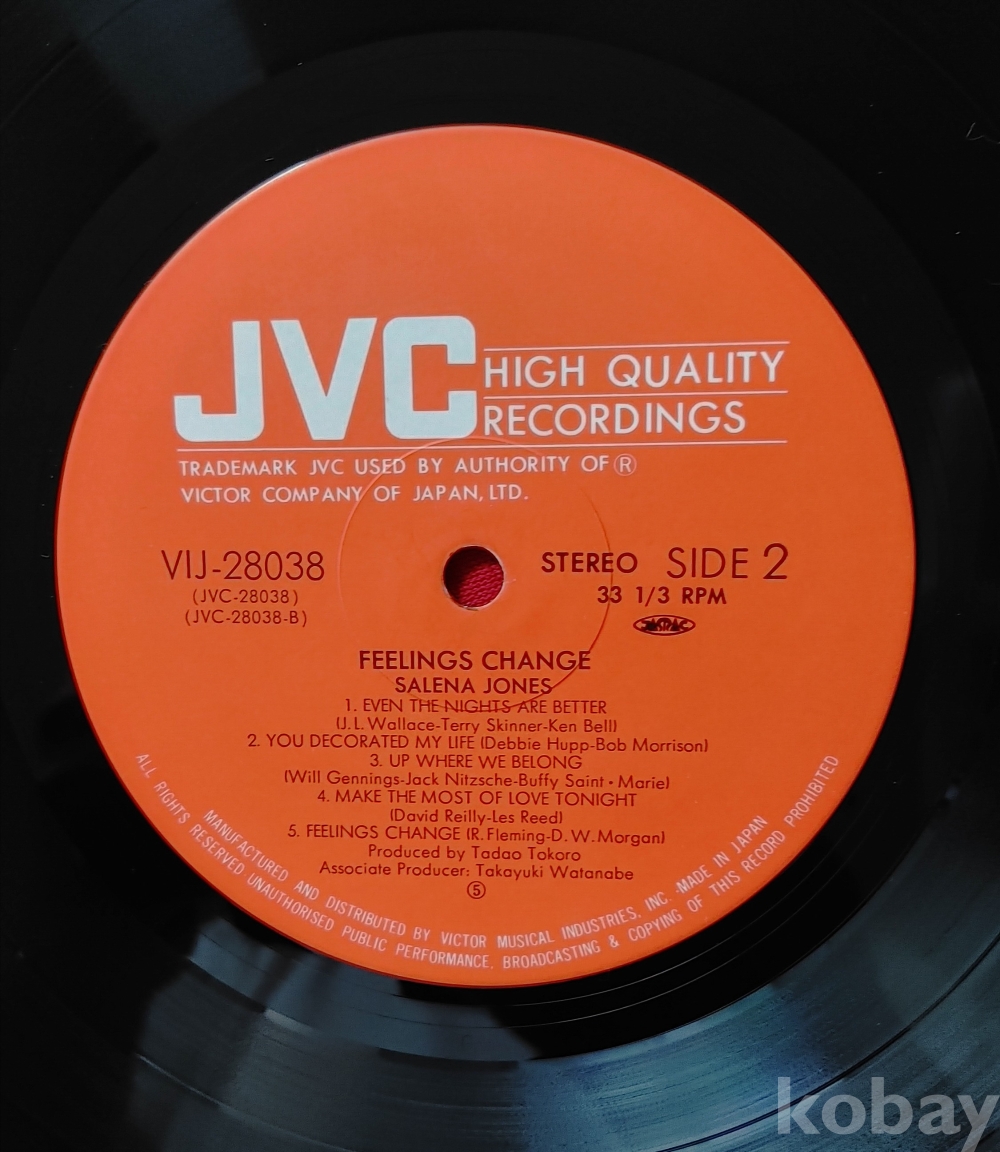 JVC HIGH QUALITY
RECORDINGS
TRADEMARK JVC USED BY AUTHORITY OF ®
VICTOR COMPANY OF JAPAN, LTD.
VIJ-28038
(JVC-28038)
(JVC-28038-B)
STEREO SIDE 2
33 1/3 RPM
JASRAC
FEELINGS CHANGE
SALENA JONES
1. EVEN THE NIGHTS ARE BETTER
(J.L.Wallace-Terry Skinner-Ken Bell)
2. YOU DECORATED MY LIFE (Debbie Hupp-Bob Morrison)
3. UP WHERE WE BELONG
(Will Gennings-Jack Nitzsche-Buffy Saint・Marie)
4. MAKE THE MOST OF LOVE TONIGHT
(David Reilly-Les Reed)
5. FEELINGS CHANGE (R.Fleming-D.W.Morgan)
Produced by Tadao Tokoro
Associate Producer: Takayuki Watanabe
⑤
MANUFACTURED AND DISTRIBUTED BY VICTOR MUSICAL INDUSTRIES, INC. -MADE IN JAPAN
ALL RIGHTS RESERVED UNAUTHORISED PUBLIC PERFORMANCE, BROADCASTING & COPYING OF THIS RECORD PROHIBITED
kobay